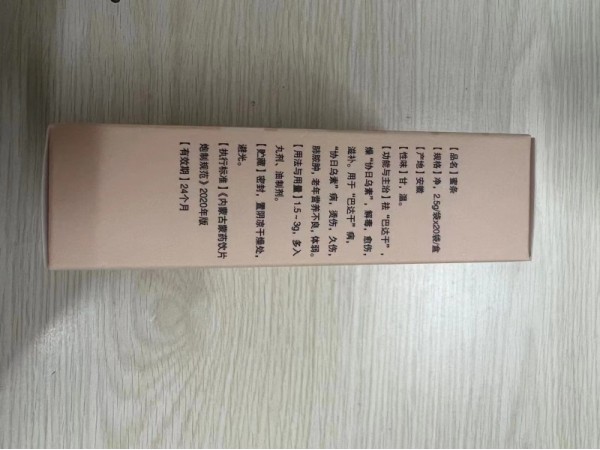 【品名】蜜条
【规格】净，2.5g/袋x20袋/盒
【产地】安徽
【性味】甘，温。
【功能与主治】祛“巴达干”，
燥“协日乌素”，解毒，愈伤，
滋补。用于“巴达干”病，
“协日乌素”病，烫伤，久伤，
肺脓肿，老年营养不良，体弱。
【用法与用量】1.5-3g，多入
丸剂、油制剂。
【贮藏】密封，置阴凉干燥处，
避光。
【执行标准】《内蒙古蒙药饮片
炮制规范》2020年版
【有效期】24个月